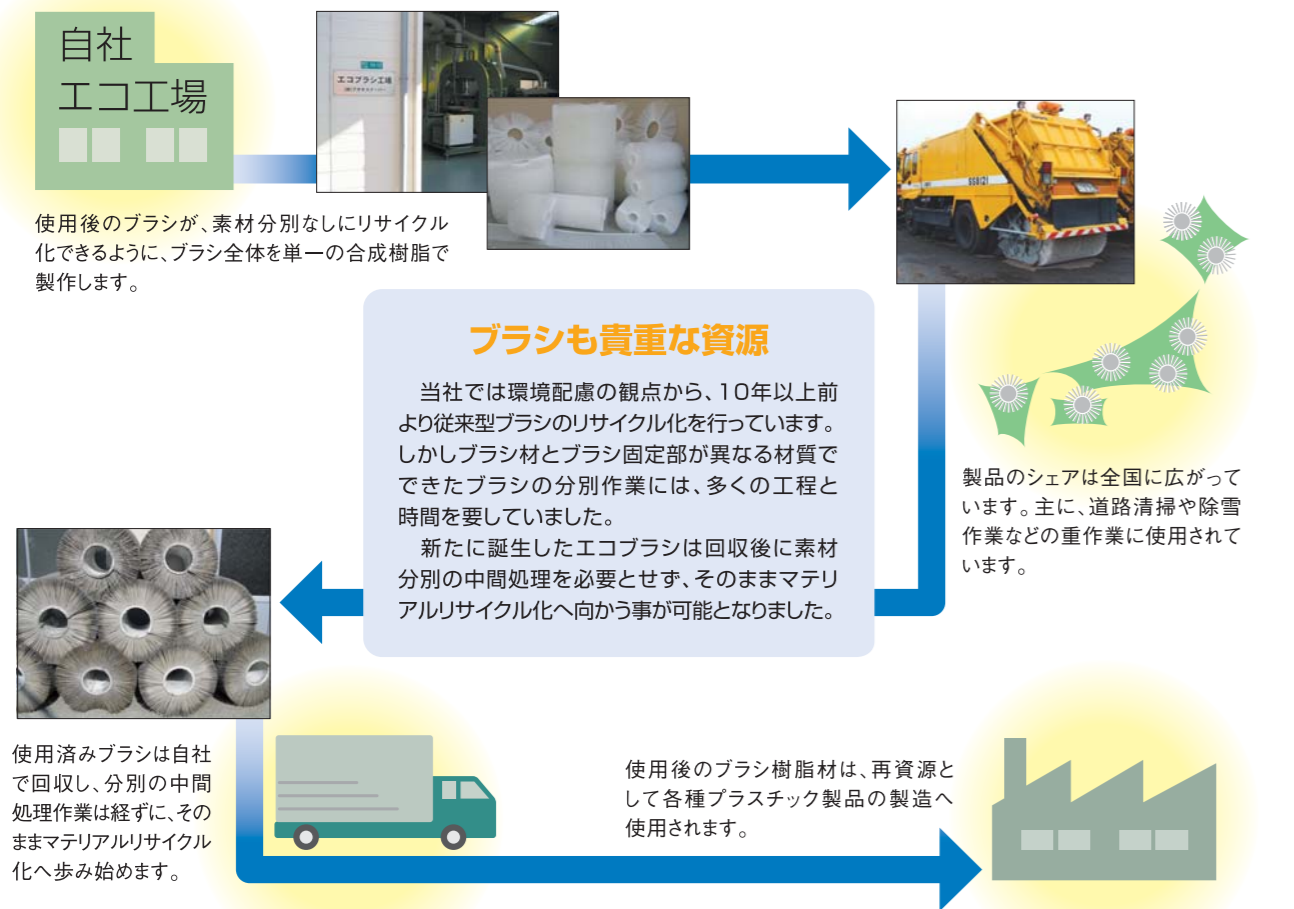 自社
エコ工場
エコブラシ工場
使用後のブラシが、素材分別なしにリサイクル
化できるように、ブラシ全体を単一の合成樹脂で
製作します。
SS8121
ブラシも貴重な資源
当社では環境配慮の観点から、10年以上前
より従来型ブラシのリサイクル化を行っています。
しかしブラシ材とブラシ固定部が異なる材質で
できたブラシの分別作業には、多くの工程と
時間を要していました。
新たに誕生したエコブラシは回収後に素材
分別の中間処理を必要とせず、そのままマテリ
アルリサイクル化へ向かう事が可能となりました。
製品のシェアは全国に広がって
います。主に、道路清掃や除雪
作業などの重作業に使用されて
います。
使用済みブラシは自社
で回収し、分別の中間
処理作業は経ずに、その
ままマテリアルリサイクル
化へ歩み始めます。
使用後のブラシ樹脂材は、再資源と
して各種プラスチック製品の製造へ
使用されます。